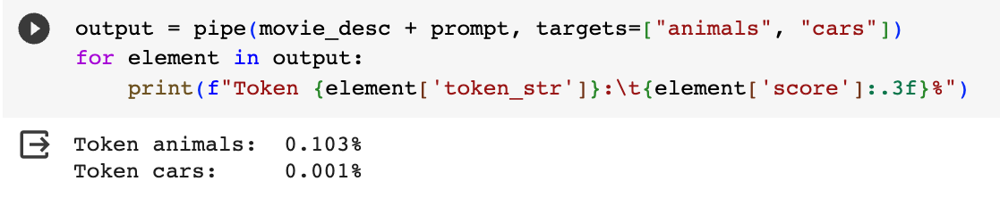 output = pipe(movie_desc + prompt, targets=["animals", "cars"])
for element in output:
    print(f"Token {element['token_str']}:\t{element['score']:.3f}%")
Token animals:  0.103%
Token cars:     0.001%